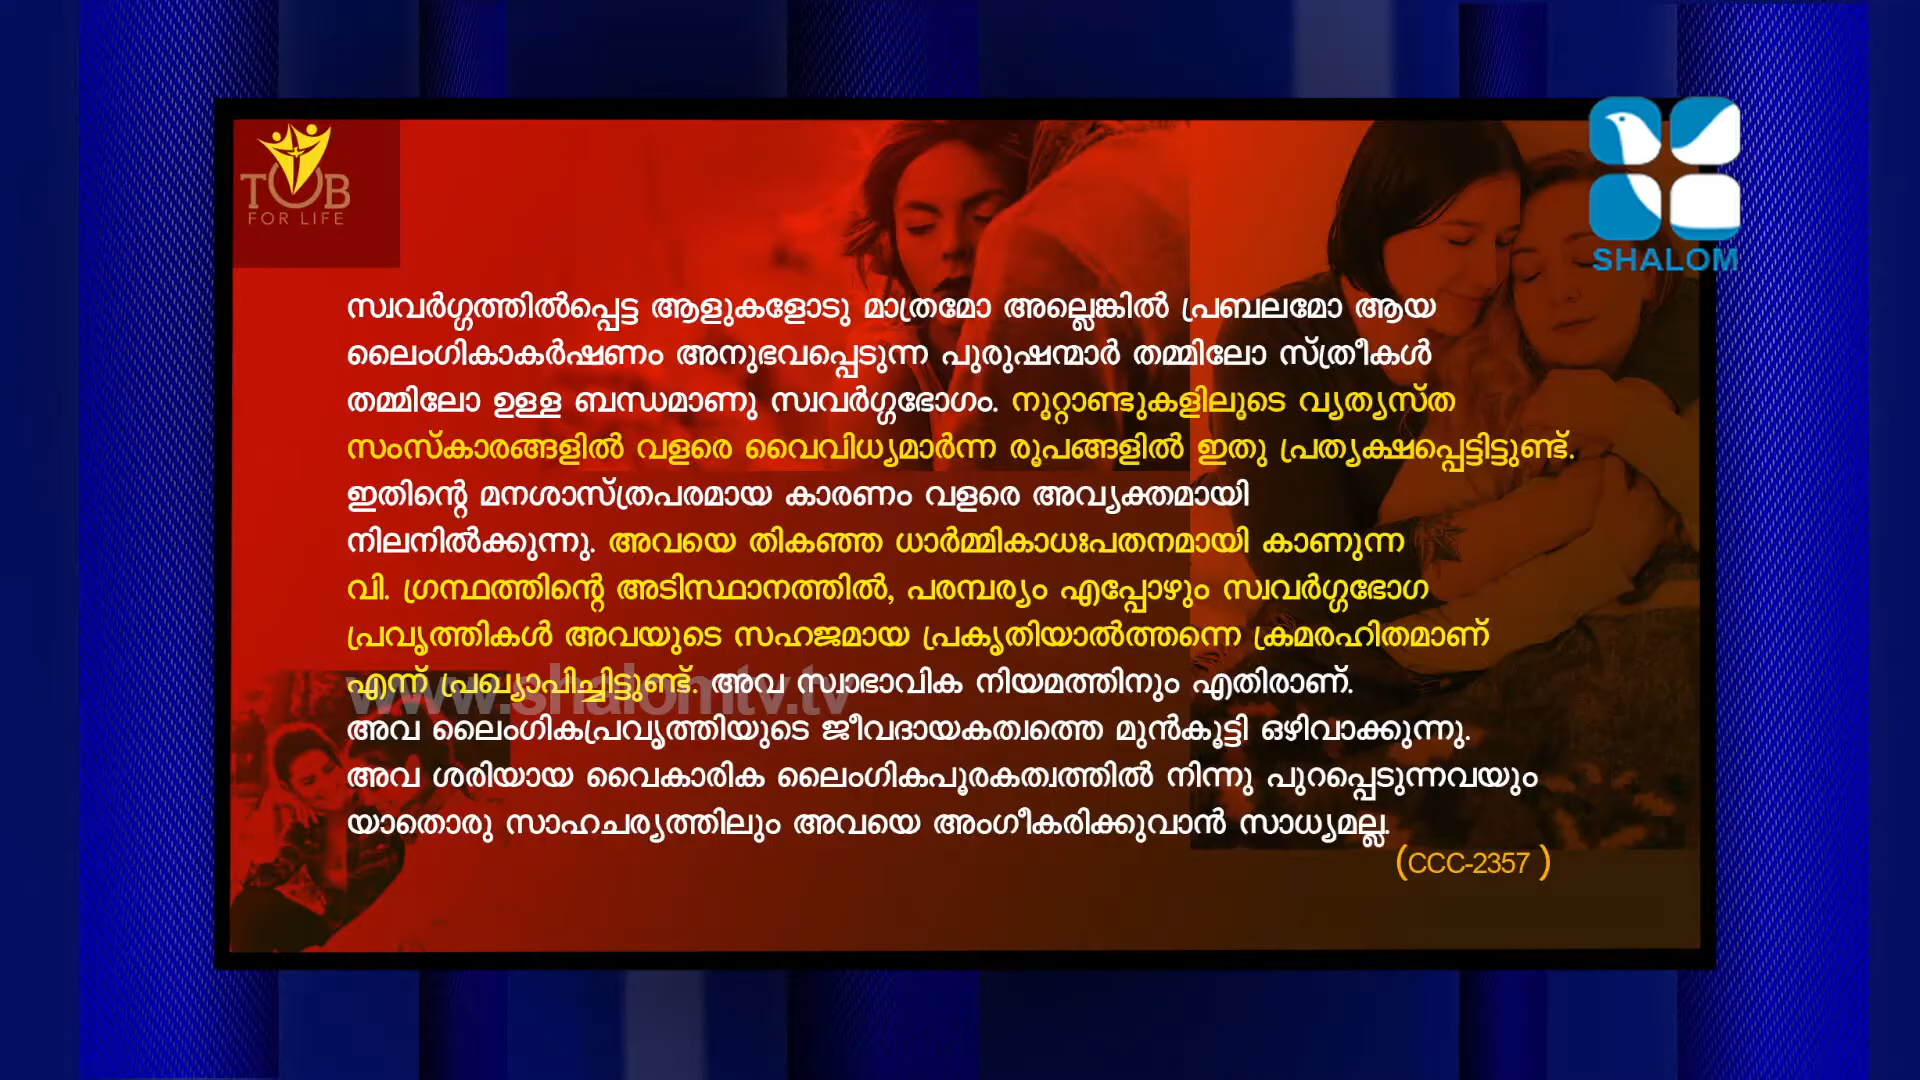 TOB
FOR LIFE
SHALOM
സ്വവർഗ്ഗത്തിൽപ്പെട്ട ആളുകളോടു മാത്രമോ അല്ലെങ്കിൽ പ്രബലമോ ആയ
ലൈംഗികാകർഷണം അനുഭവപ്പെടുന്ന പുരുഷന്മാർ തമ്മിലോ സ്ത്രീകൾ
തമ്മിലോ ഉള്ള ബന്ധമാണു സ്വവർഗ്ഗഭോഗം. നൂറ്റാണ്ടുകളിലൂടെ വ്യത്യസ്ത
സംസ്കാരങ്ങളിൽ വളരെ വൈവിധ്യമാർന്ന രൂപങ്ങളിൽ ഇതു പ്രത്യക്ഷപ്പെട്ടിട്ടുണ്ട്.
ഇതിന്റെ മനശാസ്ത്രപരമായ കാരണം വളരെ അവ്യക്തമായി
നിലനിൽക്കുന്നു. അവയെ തികഞ്ഞ ധാർമ്മികാധഃപതനമായി കാണുന്ന
വി. ഗ്രന്ഥത്തിന്റെ അടിസ്ഥാനത്തിൽ, പരമ്പര്യം എപ്പോഴും സ്വവർഗ്ഗഭോഗ
പ്രവൃത്തികൾ അവയുടെ സഹജമായ പ്രകൃതിയാൽത്തന്നെ ക്രമരഹിതമാണ്
എന്ന് പ്രഖ്യാപിച്ചിട്ടുണ്ട്. അവ സ്വാഭാവിക നിയമത്തിനും എതിരാണ്.
www.shalomtv.tv
അവ ലൈംഗികപ്രവൃത്തിയുടെ ജീവദായകത്വത്തെ മുൻകൂട്ടി ഒഴിവാക്കുന്നു.
അവ ശരിയായ വൈകാരിക ലൈംഗികപൂരകത്വത്തിൽ നിന്നു പുറപ്പെടുന്നവയും
യാതൊരു സാഹചര്യത്തിലും അവയെ അംഗീകരിക്കുവാൻ സാധ്യമല്ല.
(CCC-2357 )